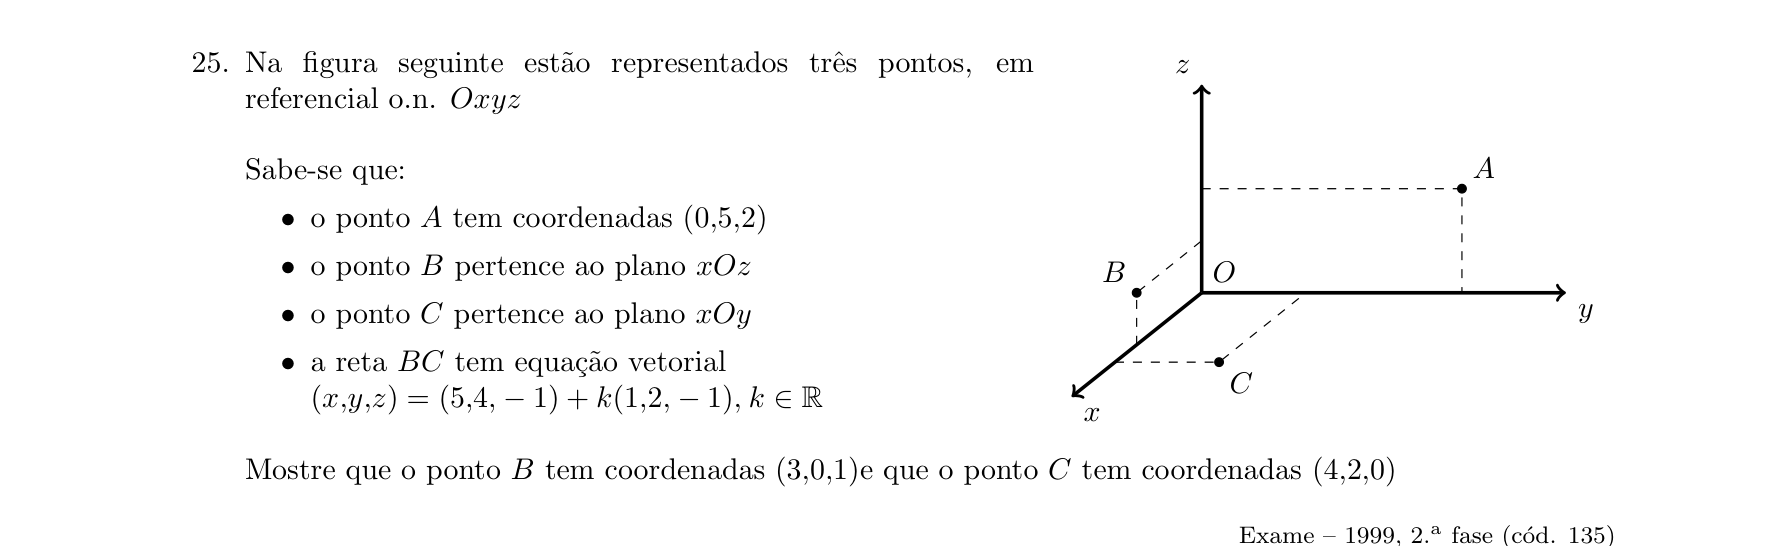 25. Na figura seguinte estão representados três pontos, em
referencial o.n. Oxyz
Sabe-se que:
• o ponto A tem coordenadas (0,5,2)
• o ponto B pertence ao plano xOz
• o ponto C pertence ao plano xOy
• a reta BC tem equação vetorial
(x,y,z) = (5,4, − 1) + k(1,2, − 1), k ∈ ℝ
z
A
B
O
y
C
x
Mostre que o ponto B tem coordenadas (3,0,1)e que o ponto C tem coordenadas (4,2,0)
Exame – 1999, 2.ª fase (cód. 135)